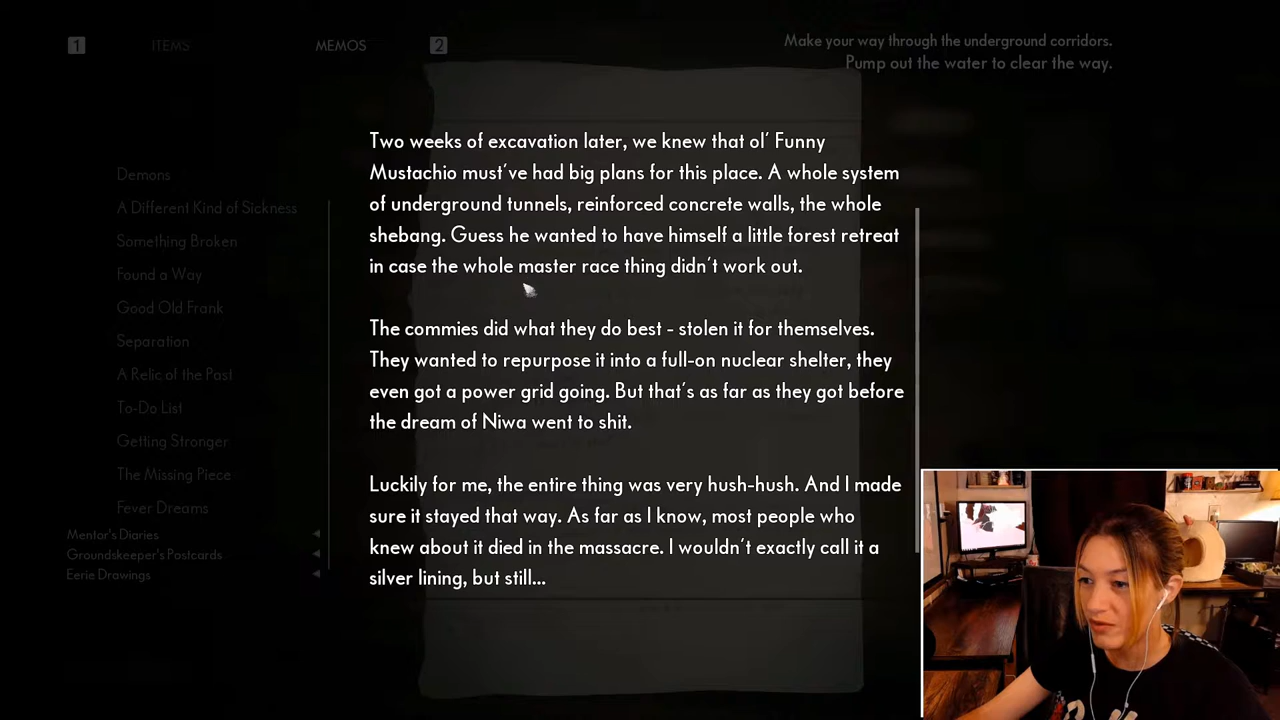 1 ITEMS MEMOS 2
Make your way through the underground corridors.
Pump out the water to clear the way.
Demons
A Different Kind of Sickness
Something Broken
Found a Way
Good Old Frank
Separation
A Relic of the Past
To-Do List
Getting Stronger
The Missing Piece
Fever Dreams
Mentor's Diaries
Groundskeeper's Postcards
Eerie Drawings
Two weeks of excavation later, we knew that ol' Funny
Mustachio must've had big plans for this place. A whole system
of underground tunnels, reinforced concrete walls, the whole
shebang. Guess he wanted to have himself a little forest retreat
in case the whole master race thing didn't work out.
The commies did what they do best - stolen it for themselves.
They wanted to repurpose it into a full-on nuclear shelter, they
even got a power grid going. But that's as far as they got before
the dream of Niwa went to shit.
Luckily for me, the entire thing was very hush-hush. And I made
sure it stayed that way. As far as I know, most people who
knew about it died in the massacre. I wouldn't exactly call it a
silver lining, but still...